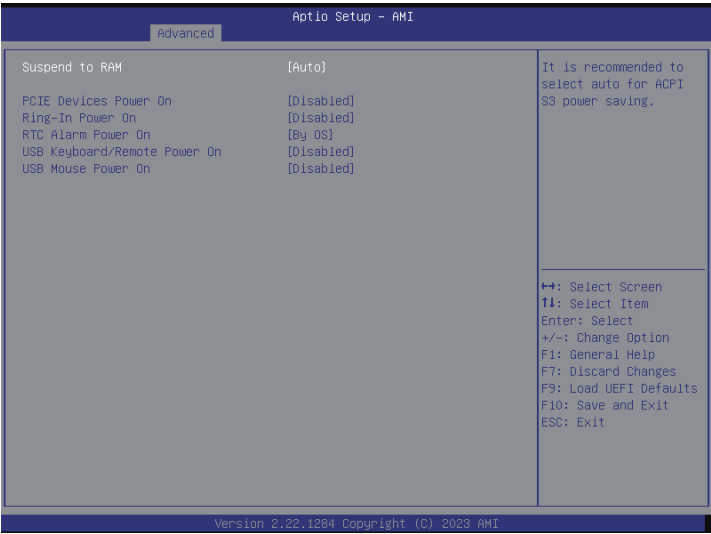 Aptio Setup - AMI
Advanced
Suspend to RAM [Auto]
PCIE Devices Power On [Disabled]
Ring-In Power On [Disabled]
RTC Alarm Power On [By OS]
USB Keyboard/Remote Power On [Disabled]
USB Mouse Power On [Disabled]
It is recommended to
select auto for ACPI
S3 power saving.
↔: Select Screen
↑↓: Select Item
Enter: Select
+/-: Change Option
F1: General Help
F7: Discard Changes
F9: Load UEFI Defaults
F10: Save and Exit
ESC: Exit
Version 2.22.1284 Copyright (C) 2023 AMI